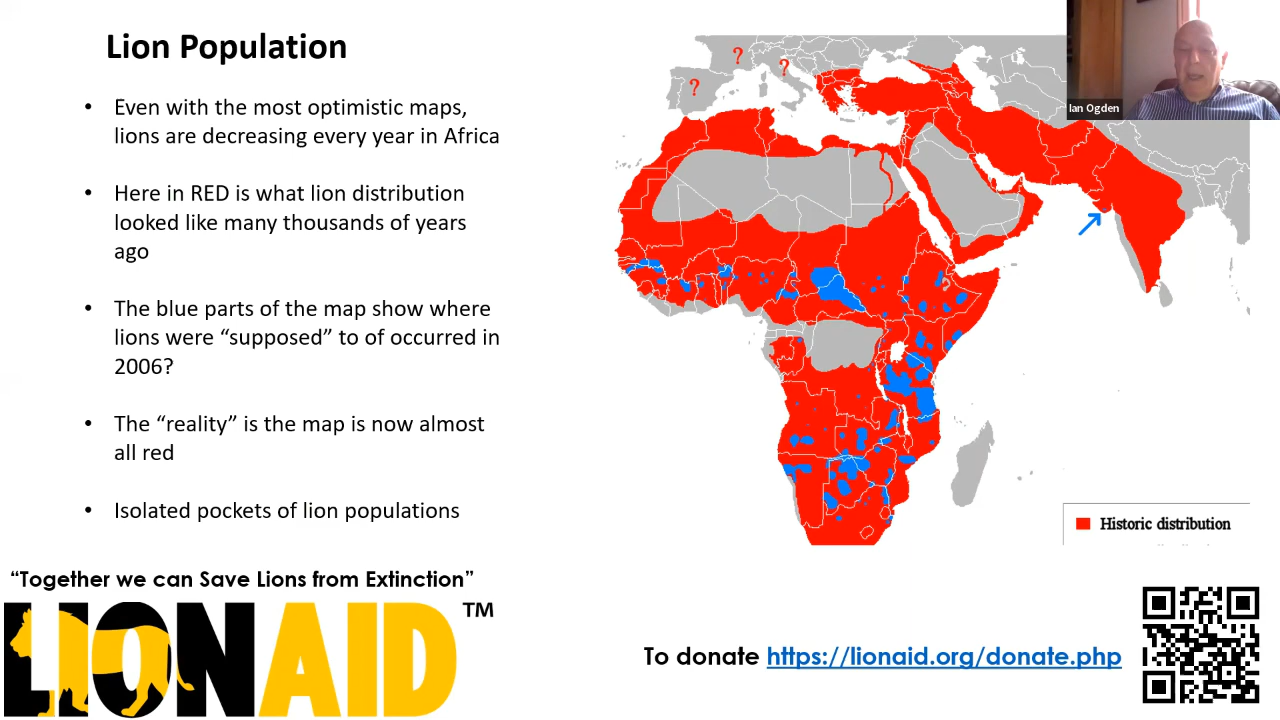 Lion Population
• Even with the most optimistic maps,
lions are decreasing every year in Africa
• Here in RED is what lion distribution
looked like many thousands of years
ago
• The blue parts of the map show where
lions were “supposed” to of occurred in
2006?
• The “reality” is the map is now almost
all red
• Isolated pockets of lion populations
“Together we can Save Lions from Extinction”
LIONAID™
? ? ?
Ian Ogden
Historic distribution
To donate https://lionaid.org/donate.php